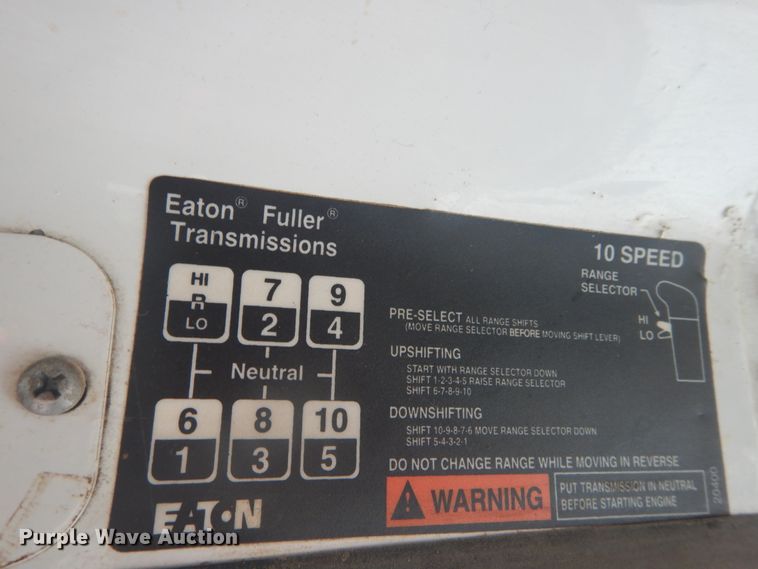 Eaton® Fuller®
Transmissions
10 SPEED
RANGE
SELECTOR
HI
LO
HI
R
LO
7
2
9
4
Neutral
6
1
8
3
10
5
PRE-SELECT ALL RANGE SHIFTS
(MOVE RANGE SELECTOR BEFORE MOVING SHIFT LEVER)
UPSHIFTING
START WITH RANGE SELECTOR DOWN
SHIFT 1-2-3-4-5 RAISE RANGE SELECTOR
SHIFT 6-7-8-9-10
DOWNSHIFTING
SHIFT 10-9-8-7-6 MOVE RANGE SELECTOR DOWN
SHIFT 5-4-3-2-1
DO NOT CHANGE RANGE WHILE MOVING IN REVERSE
WARNING
PUT TRANSMISSION IN NEUTRAL
BEFORE STARTING ENGINE
20400
EATON
Purple Wave Auction